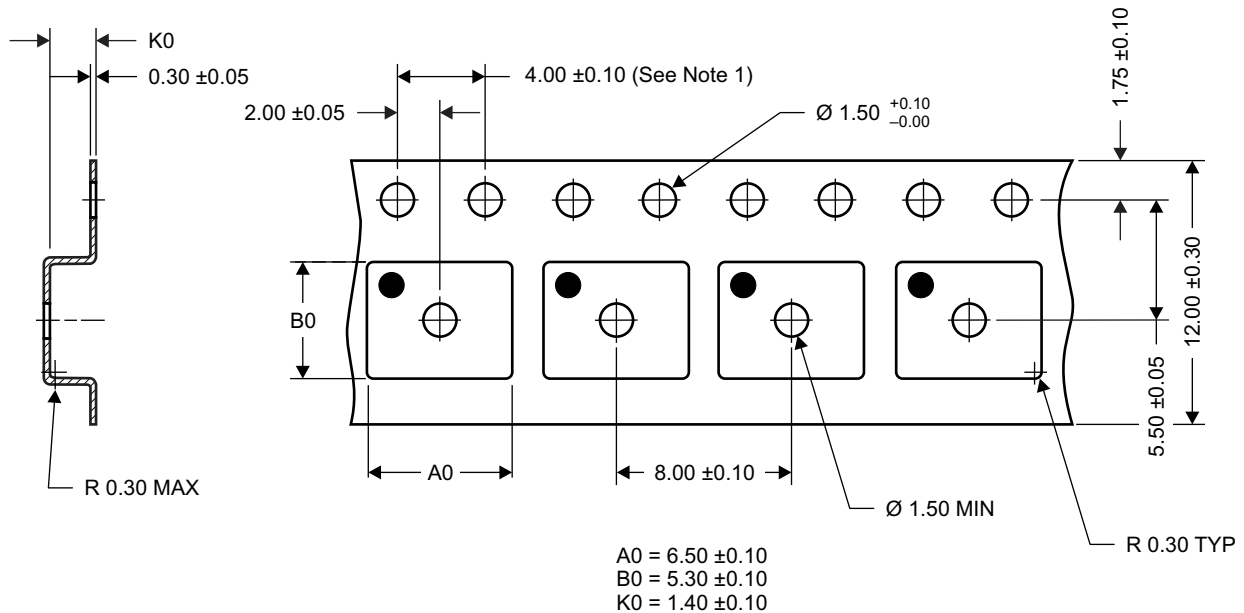 K0
0.30 ±0.05
4.00 ±0.10 (See Note 1)
2.00 ±0.05
Ø 1.50 +0.10
–0.00
1.75 ±0.10
B0
12.00 ±0.30
5.50 ±0.05
R 0.30 MAX
A0
8.00 ±0.10
Ø 1.50 MIN
R 0.30 TYP
A0 = 6.50 ±0.10
B0 = 5.30 ±0.10
K0 = 1.40 ±0.10